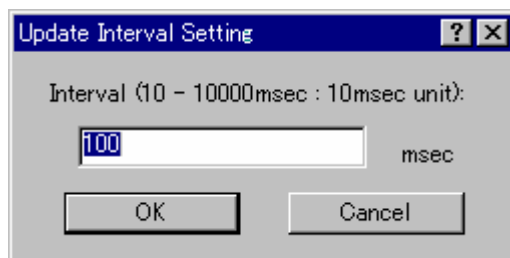 Update Interval Setting
Interval (10 - 10000msec : 10msec unit):
100 msec
OK Cancel